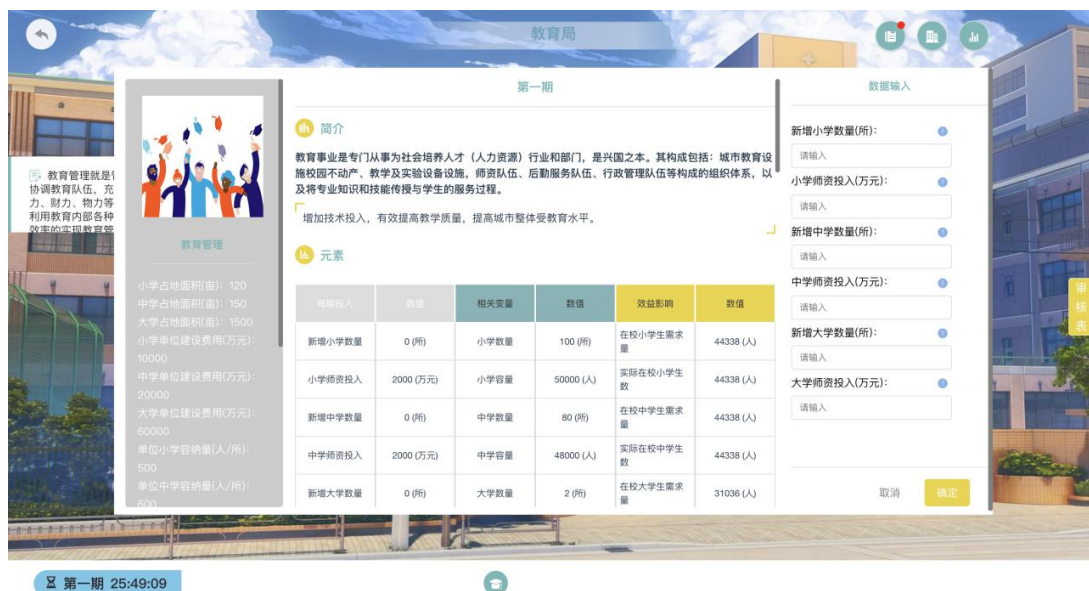 教育局
教育管理就是管
协调教育队伍，充
力、财力、物力等
利用教育内部各种
效率的实现教育管
教育管理
小学占地面积(亩)：120
中学占地面积(亩)：150
大学占地面积(亩)：1500
小学单位建设费用(万元)：
10000
中学单位建设费用(万元)：
20000
大学单位建设费用(万元)：
60000
单位小学容纳量(人/所)：
500
单位中学容纳量(人/所)：
600
第一期
简介
教育事业是专门从事为社会培养人才（人力资源）行业和部门，是兴国之本。其构成包括：城市教育设
施校园不动产、教学及实验设备设施，师资队伍、后勤服务队伍、行政管理队伍等构成的组织体系，以
及将专业知识和技能传授与学生的服务过程。
增加技术投入，有效提高教学质量，提高城市整体受教育水平。
元素
每期投入 数值 相关变量 数值 效益影响 数值
新增小学数量 0 (所) 小学数量 100 (所) 在校小学生需求量 44338 (人)
小学师资投入 2000 (万元) 小学容量 50000 (人) 实际在校小学生数 44338 (人)
新增中学数量 0 (所) 中学数量 80 (所) 在校中学生需求量 44338 (人)
中学师资投入 2000 (万元) 中学容量 48000 (人) 实际在校中学生数 44338 (人)
新增大学数量 0 (所) 大学数量 2 (所) 在校大学生需求量 31036 (人)
数据输入
新增小学数量(所)：
请输入
小学师资投入(万元)：
请输入
新增中学数量(所)：
请输入
中学师资投入(万元)：
请输入
新增大学数量(所)：
请输入
大学师资投入(万元)：
请输入
取消 确定
审
核
表
第一期 25:49:09